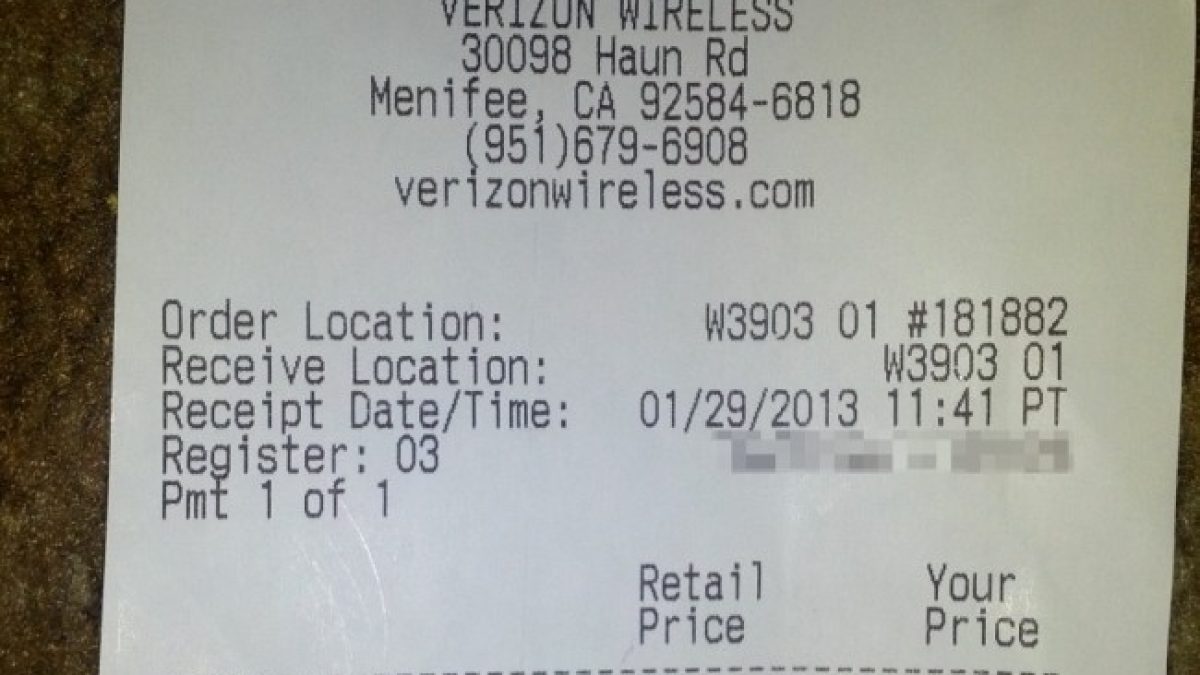 VERIZON WIRELESS
30098 Haun Rd
Menifee, CA 92584-6818
(951)679-6908
verizonwireless.com
Order Location: W3903 01 #181882
Receive Location: W3903 01
Receipt Date/Time: 01/29/2013 11:41 PT
Register: 03
Pmt 1 of 1
Retail Your
Price Price